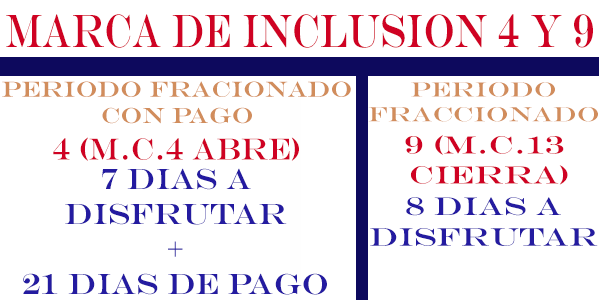 MARCA DE INCLUSION 4 Y 9
PERIODO FRACIONADO
CON PAGO
4 (M.C.4 ABRE)
7 DIAS A
DISFRUTAR
+
21 DIAS DE PAGO
PERIODO
FRACCIONADO
9 (M.C.13
CIERRA)
8 DIAS A
DISFRUTAR